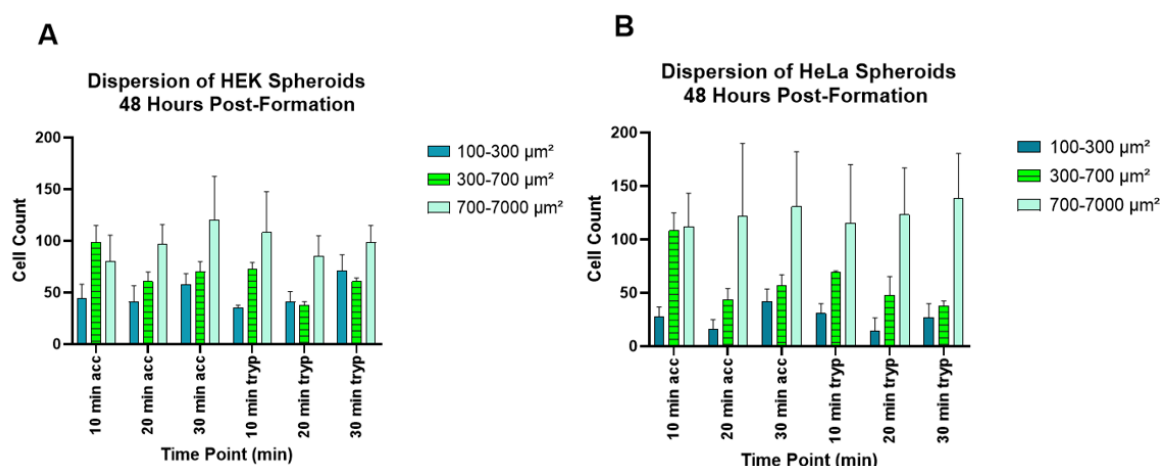 A
Dispersion of HEK Spheroids
48 Hours Post-Formation
200
150
100
50
0
Cell Count
10 min acc
20 min acc
30 min acc
10 min tryp
20 min tryp
30 min tryp
Time Point (min)
100-300 µm²
300-700 µm²
700-7000 µm²
B
Dispersion of HeLa Spheroids
48 Hours Post-Formation
200
150
100
50
0
Cell Count
10 min acc
20 min acc
30 min acc
10 min tryp
20 min tryp
30 min tryp
Time Point (min)
100-300 µm²
300-700 µm²
700-7000 µm²